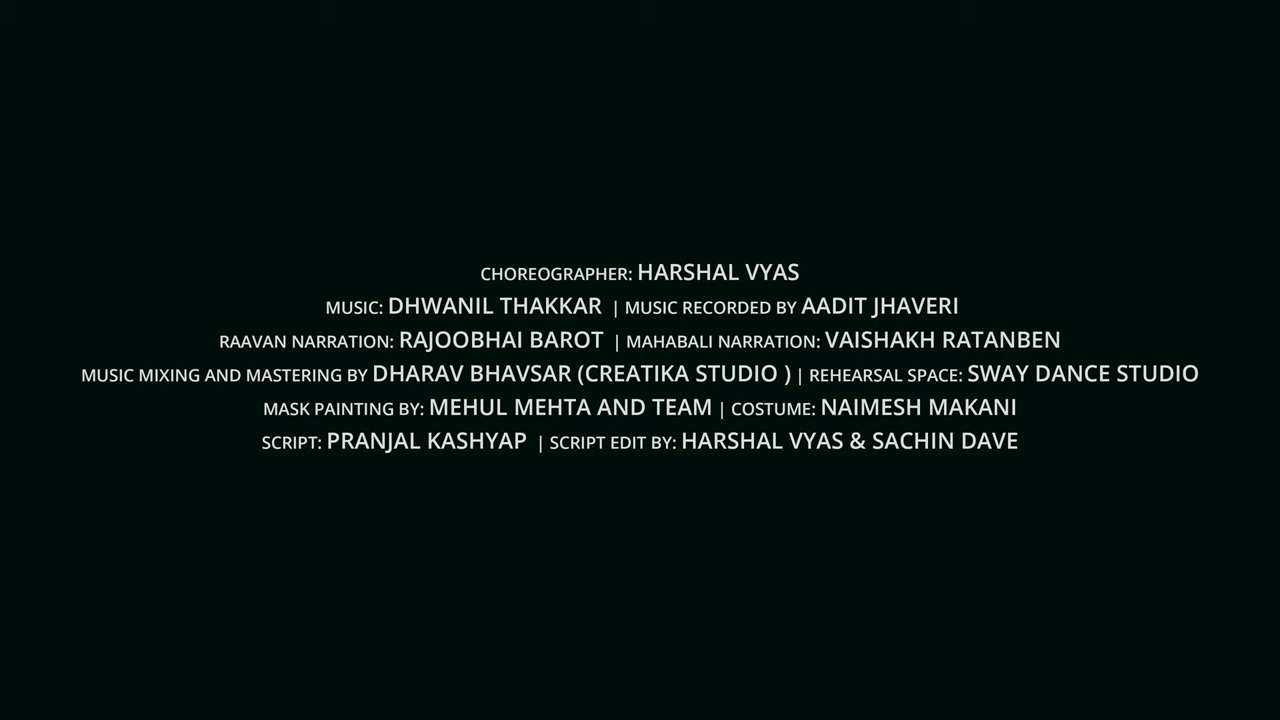 CHOREOGRAPHER: HARSHAL VYAS
MUSIC: DHWANIL THAKKAR | MUSIC RECORDED BY AADIT JHAVERI
RAAVAN NARRATION: RAJOOBHAI BAROT | MAHABALI NARRATION: VAISHAKH RATANBEN
MUSIC MIXING AND MASTERING BY DHARAV BHAVSAR (CREATIKA STUDIO ) | REHEARSAL SPACE: SWAY DANCE STUDIO
MASK PAINTING BY: MEHUL MEHTA AND TEAM | COSTUME: NAIMESH MAKANI
SCRIPT: PRANJAL KASHYAP | SCRIPT EDIT BY: HARSHAL VYAS & SACHIN DAVE